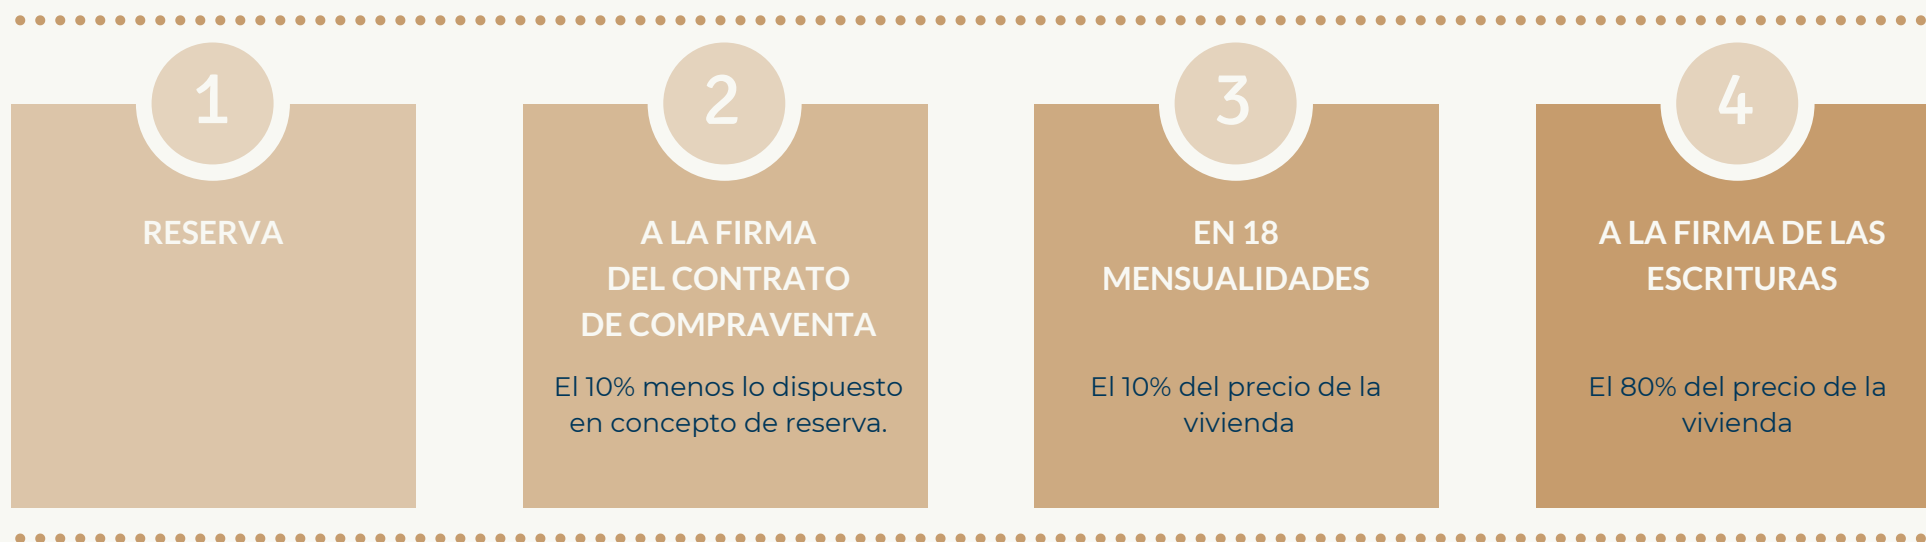 1
RESERVA
2
A LA FIRMA
DEL CONTRATO
DE COMPRAVENTA
El 10% menos lo dispuesto
en concepto de reserva.
3
EN 18
MENSUALIDADES
El 10% del precio de la
vivienda
4
A LA FIRMA DE LAS
ESCRITURAS
El 80% del precio de la
vivienda